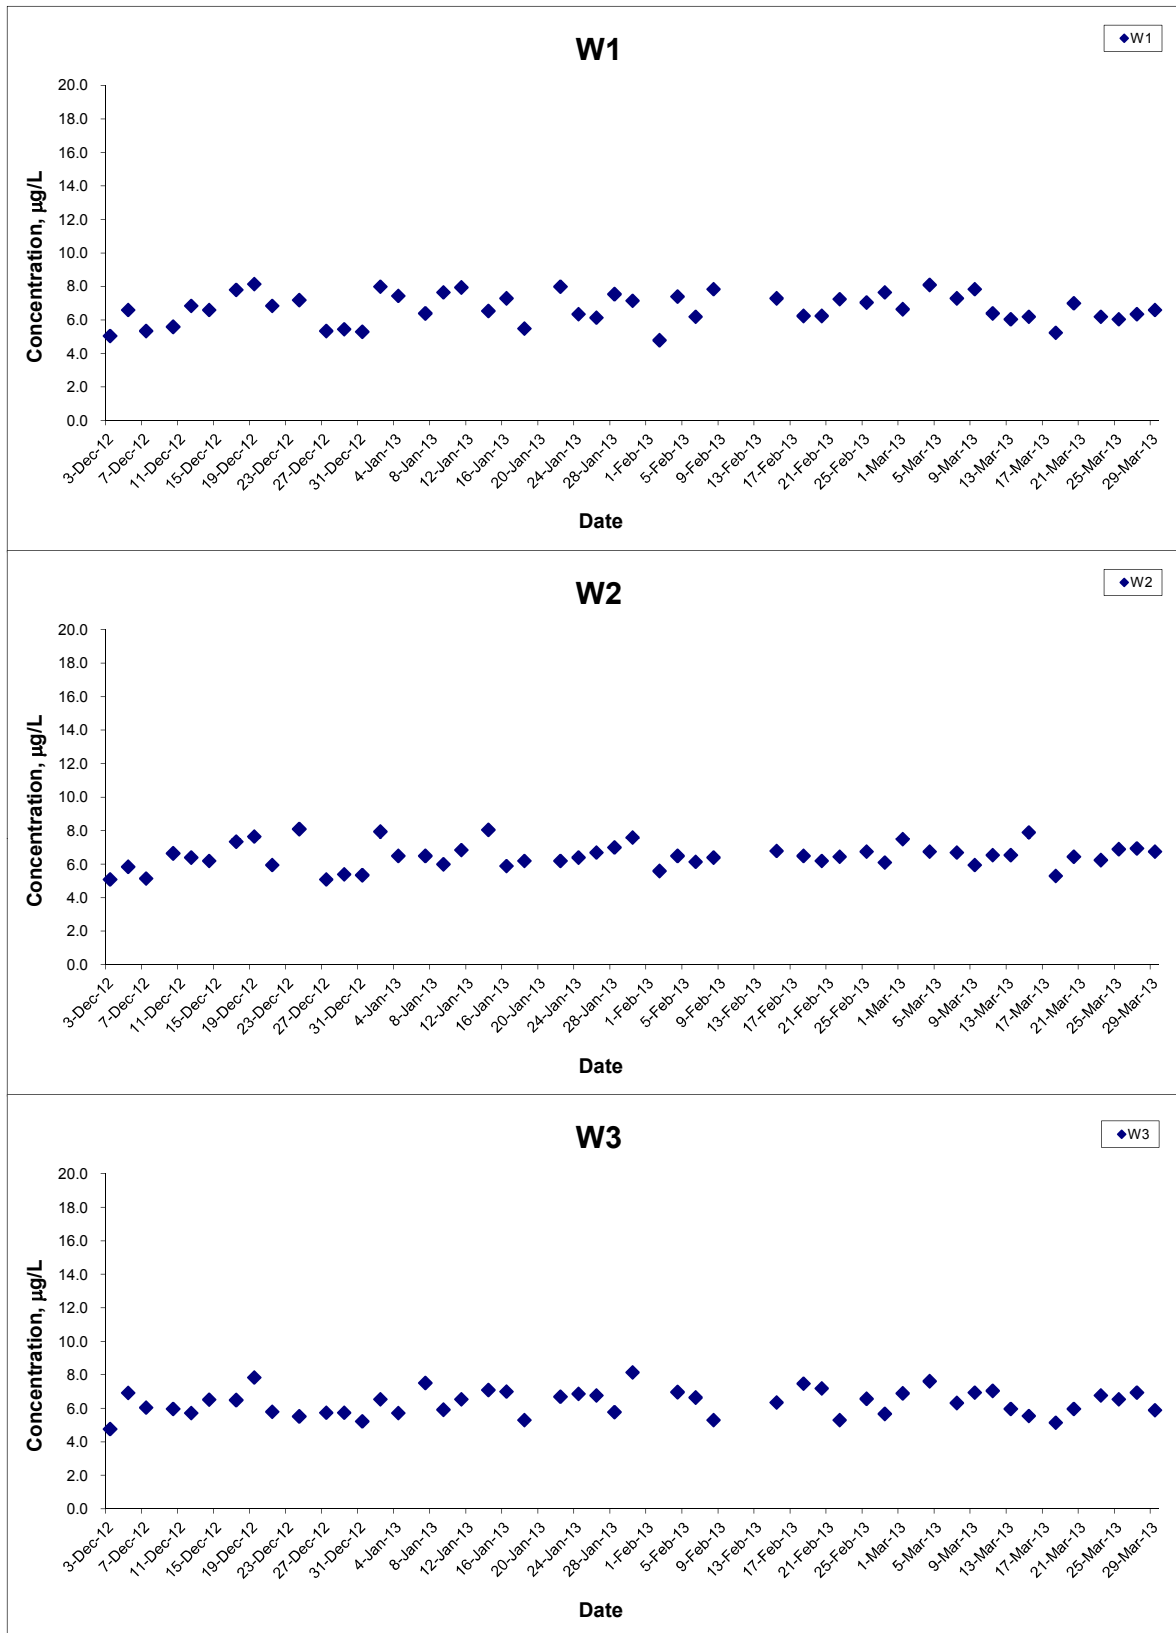 W1
W1
20.0
18.0
16.0
14.0
12.0
10.0
8.0
6.0
4.0
2.0
0.0
Concentration, µg/L
3-Dec-12
7-Dec-12
11-Dec-12
15-Dec-12
19-Dec-12
23-Dec-12
27-Dec-12
31-Dec-12
4-Jan-13
8-Jan-13
12-Jan-13
16-Jan-13
20-Jan-13
24-Jan-13
28-Jan-13
1-Feb-13
5-Feb-13
9-Feb-13
13-Feb-13
17-Feb-13
21-Feb-13
25-Feb-13
1-Mar-13
5-Mar-13
9-Mar-13
13-Mar-13
17-Mar-13
21-Mar-13
25-Mar-13
29-Mar-13
Date
W2
W2
20.0
18.0
16.0
14.0
12.0
10.0
8.0
6.0
4.0
2.0
0.0
Concentration, µg/L
3-Dec-12
7-Dec-12
11-Dec-12
15-Dec-12
19-Dec-12
23-Dec-12
27-Dec-12
31-Dec-12
4-Jan-13
8-Jan-13
12-Jan-13
16-Jan-13
20-Jan-13
24-Jan-13
28-Jan-13
1-Feb-13
5-Feb-13
9-Feb-13
13-Feb-13
17-Feb-13
21-Feb-13
25-Feb-13
1-Mar-13
5-Mar-13
9-Mar-13
13-Mar-13
17-Mar-13
21-Mar-13
25-Mar-13
29-Mar-13
Date
W3
W3
20.0
18.0
16.0
14.0
12.0
10.0
8.0
6.0
4.0
2.0
0.0
Concentration, µg/L
3-Dec-12
7-Dec-12
11-Dec-12
15-Dec-12
19-Dec-12
23-Dec-12
27-Dec-12
31-Dec-12
4-Jan-13
8-Jan-13
12-Jan-13
16-Jan-13
20-Jan-13
24-Jan-13
28-Jan-13
1-Feb-13
5-Feb-13
9-Feb-13
13-Feb-13
17-Feb-13
21-Feb-13
25-Feb-13
1-Mar-13
5-Mar-13
9-Mar-13
13-Mar-13
17-Mar-13
21-Mar-13
25-Mar-13
29-Mar-13
Date